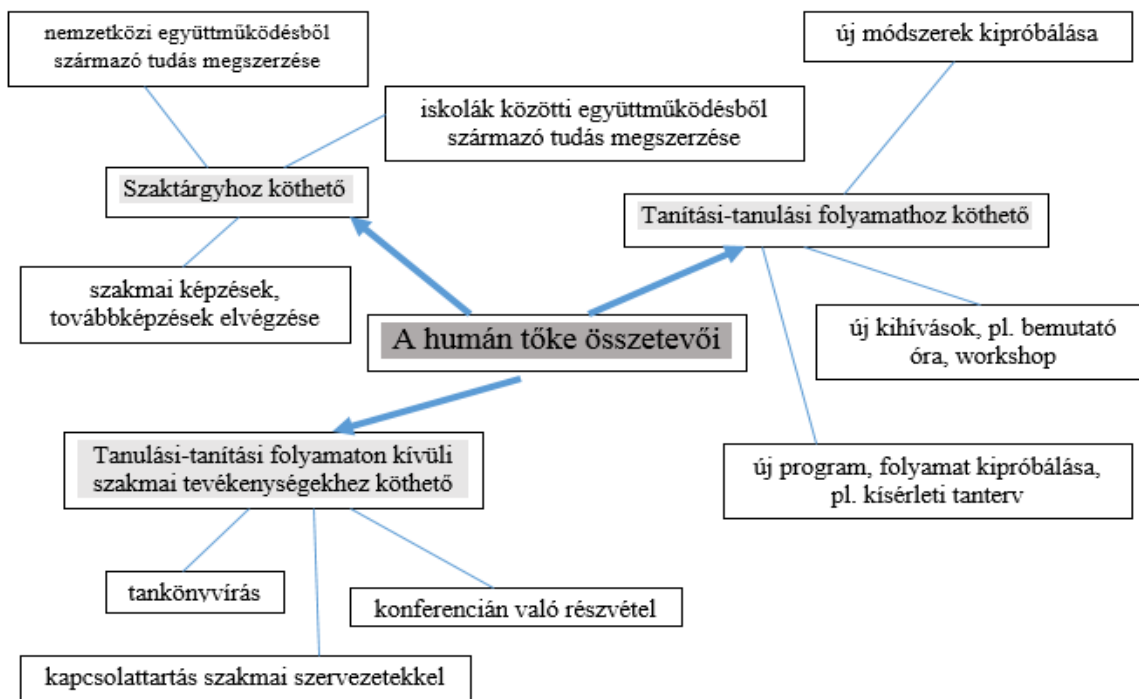 nemzetközi együttműködésből
származó tudás megszerzése
új módszerek kipróbálása
iskolák közötti együttműködésből
származó tudás megszerzése
Szaktárgyhoz köthető
Tanítási-tanulási folyamathoz köthető
szakmai képzések,
továbbképzések elvégzése
új kihívások, pl. bemutató
óra, workshop
A humán tőke összetevői
Tanulási-tanítási folyamaton kívüli
szakmai tevékenységekhez köthető
új program, folyamat kipróbálása,
pl. kísérleti tanterv
tankönyvírás
konferencián való részvétel
kapcsolattartás szakmai szervezetekkel